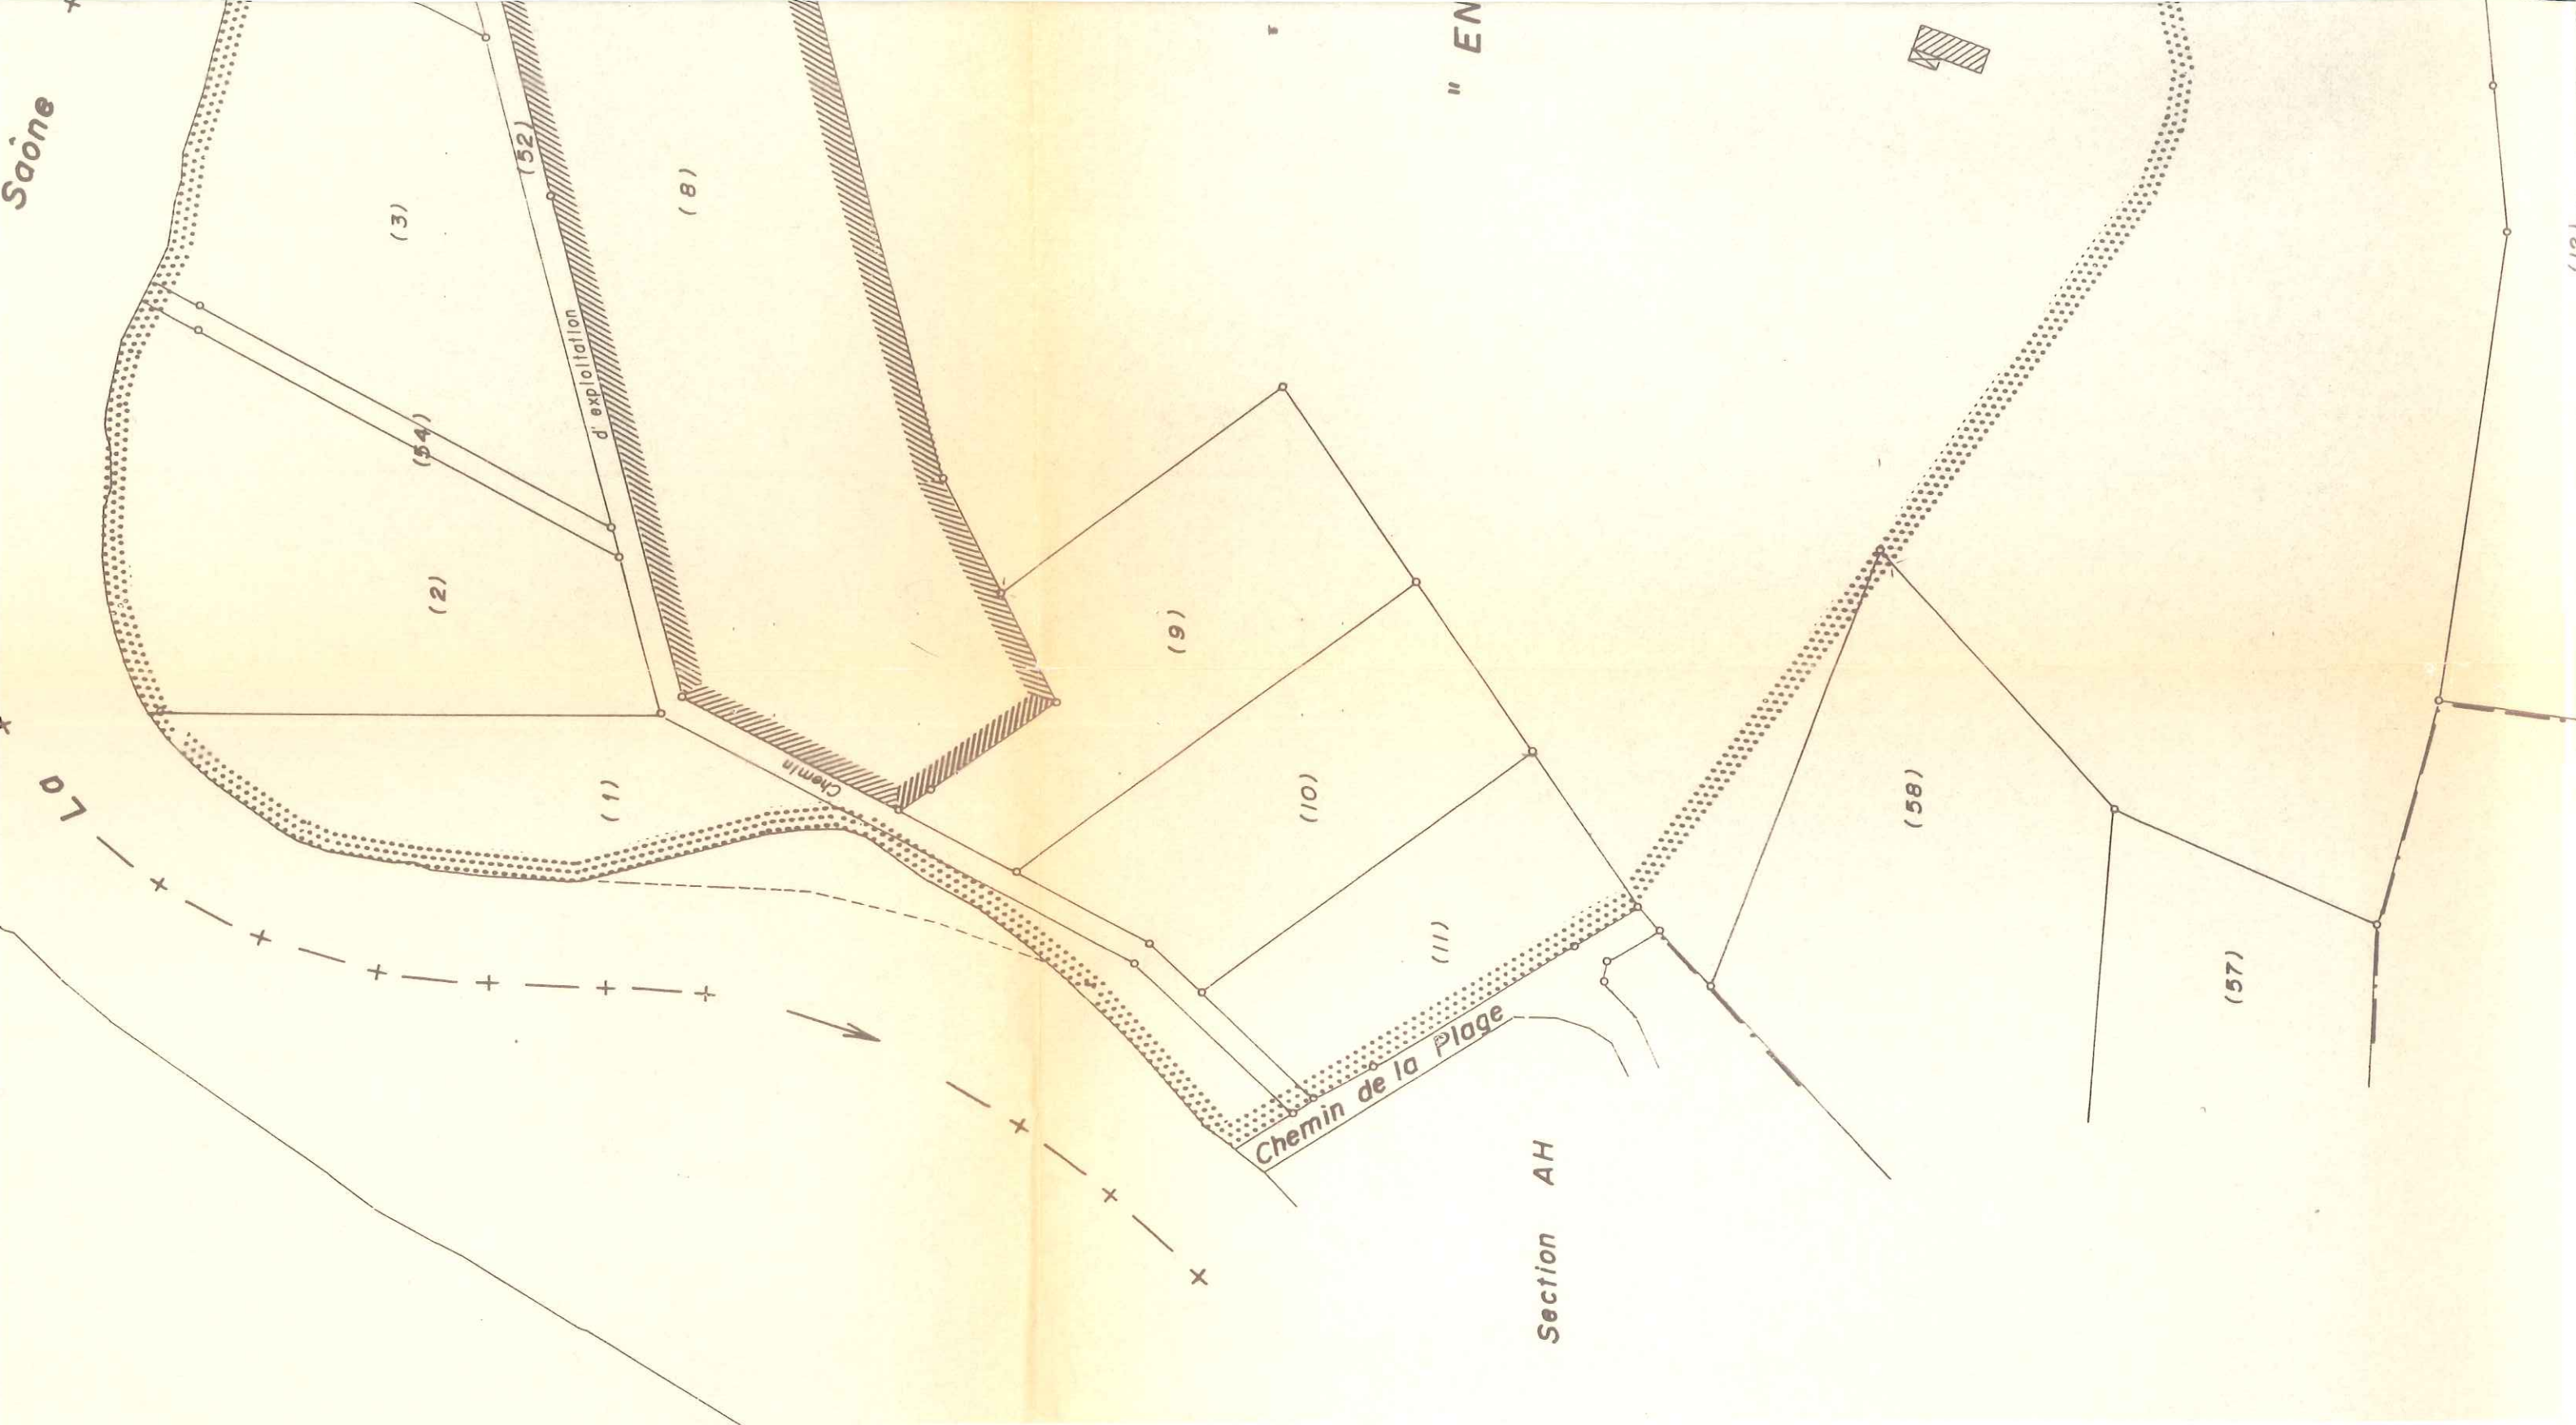 La Saône
" EN
(3)
(52)
(8)
(54)
(2)
(1)
Chemin d' exploitation
(9)
(10)
(11)
Chemin de la Plage
(58)
(57)
Section AH